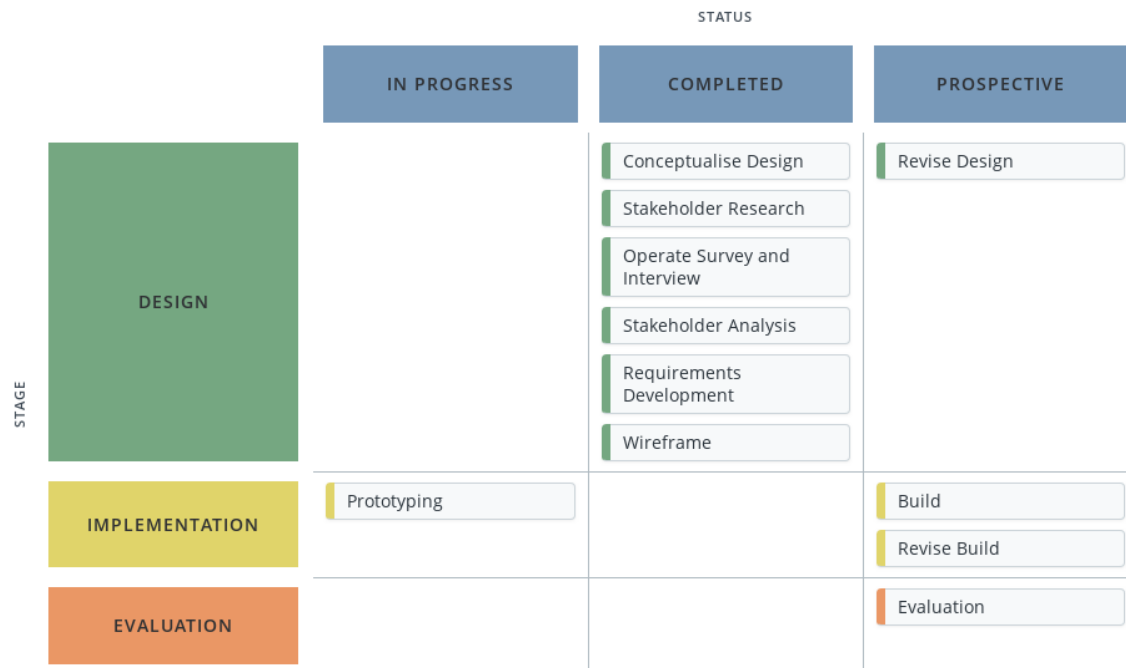 STATUS
IN PROGRESS
COMPLETED
PROSPECTIVE
STAGE
DESIGN
Conceptualise Design
Stakeholder Research
Operate Survey and
Interview
Stakeholder Analysis
Requirements
Development
Wireframe
Revise Design
IMPLEMENTATION
Prototyping
Build
Revise Build
EVALUATION
Evaluation